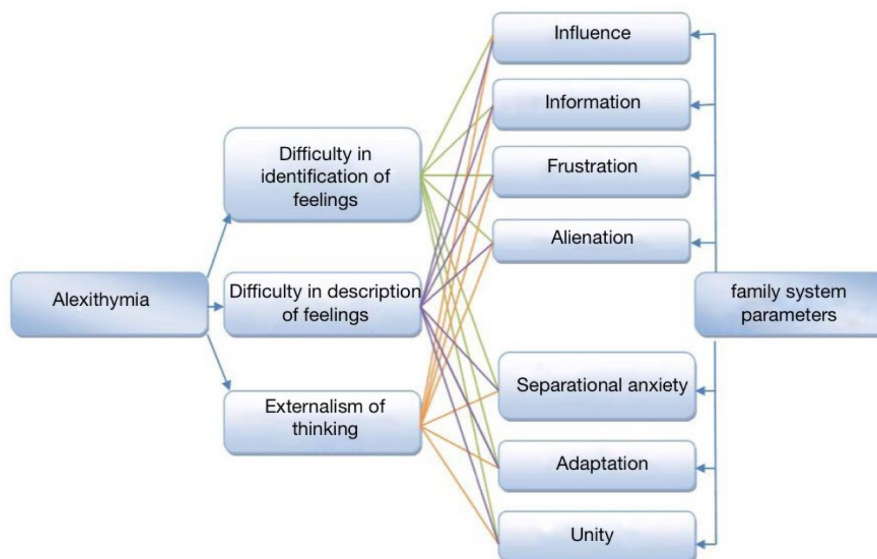 Influence
Information
Difficulty in
identification of
feelings
Frustration
Alienation
Alexithymia
Difficulty in description
of feelings
family system
parameters
Separational anxiety
Externalism of
thinking
Adaptation
Unity